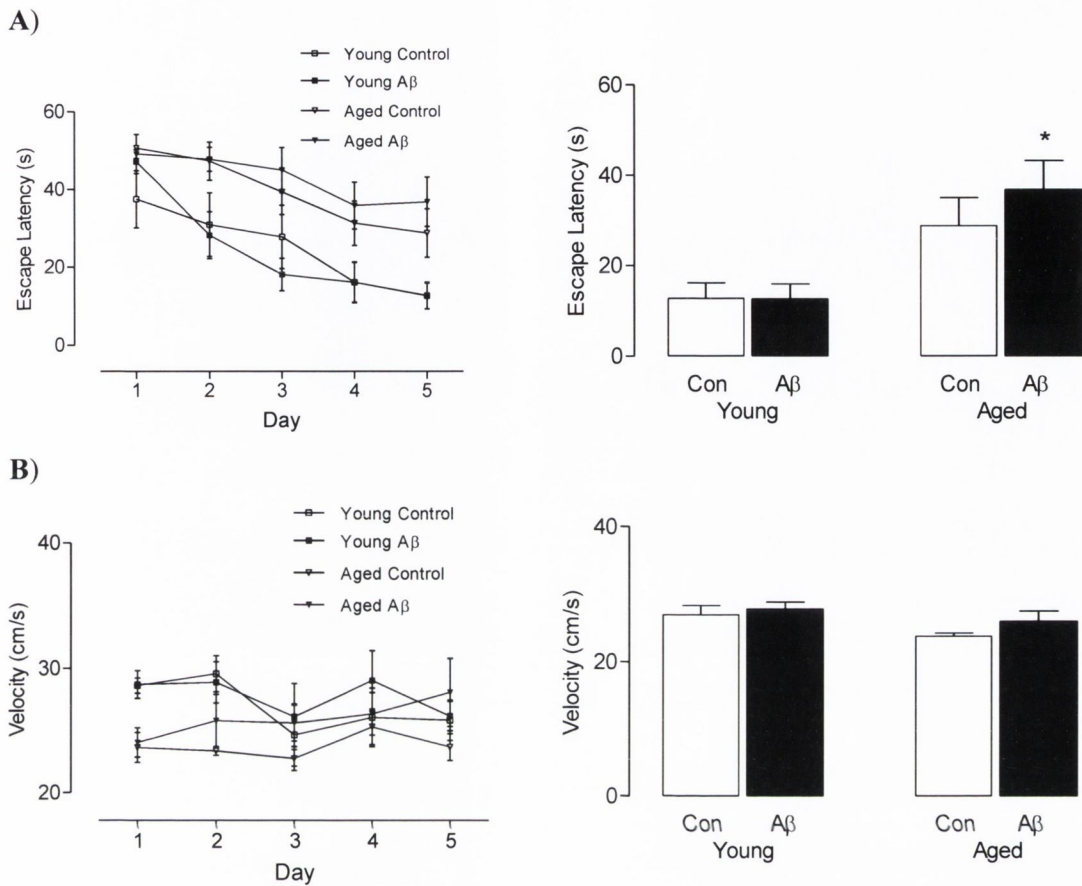 A)
Young Control
Young Aβ
Aged Control
Aged Aβ
Escape Latency (s)
60
40
20
0
1 2 3 4 5
Day
Escape Latency (s)
60
40
20
0
*
Con Aβ Con Aβ
Young Aged
B)
Young Control
Young Aβ
Aged Control
Aged Aβ
Velocity (cm/s)
40
30
20
1 2 3 4 5
Day
Velocity (cm/s)
40
20
0
Con Aβ Con Aβ
Young Aged